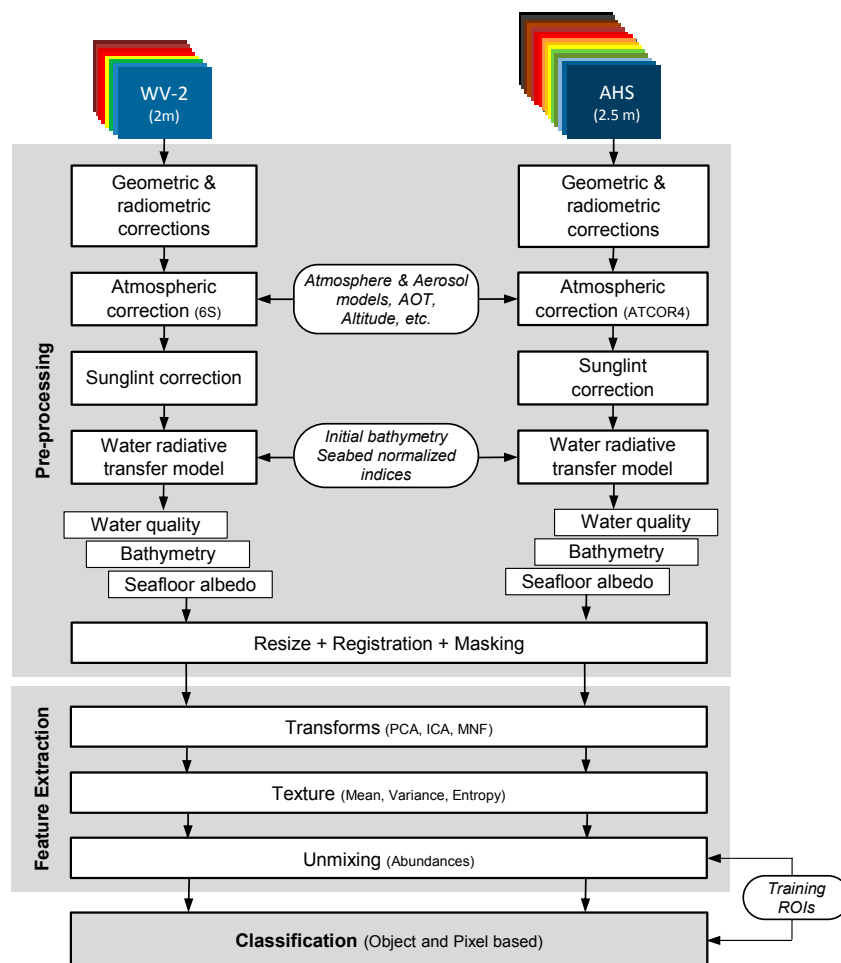 WV-2
(2m)
AHS
(2.5 m)
Pre-processing
Geometric &
radiometric
corrections
Geometric &
radiometric
corrections
Atmospheric
correction (6S)
Atmosphere & Aerosol
models, AOT,
Altitude, etc.
Atmospheric
correction (ATCOR4)
Sunglint correction
Sunglint
correction
Water radiative
transfer model
Initial bathymetry
Seabed normalized
indices
Water radiative
transfer model
Water quality
Bathymetry
Seafloor albedo
Water quality
Bathymetry
Seafloor albedo
Resize + Registration + Masking
Feature Extraction
Transforms (PCA, ICA, MNF)
Texture (Mean, Variance, Entropy)
Unmixing (Abundances)
Training
ROIs
Classification (Object and Pixel based)